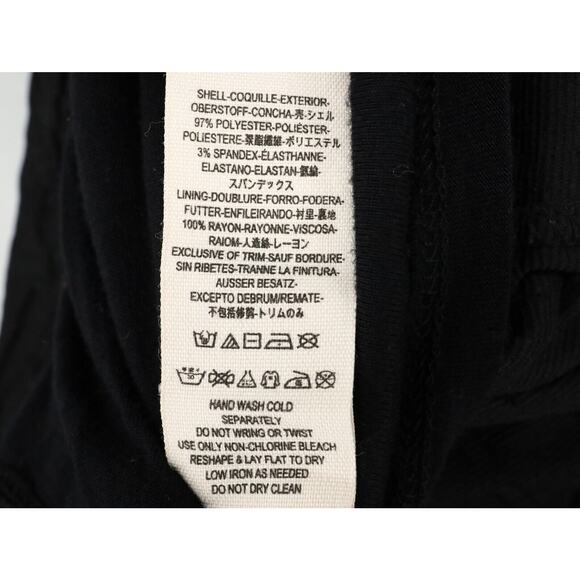 SHELL-COQUILLE-EXTERIOR-
OBERSTOFF-CONCHA-売-シェル
97% POLYESTER-POLIESTER-
POLIESTERE-聚脂纖維-ポリエステル
3% SPANDEX-ÉLASTHANNE-
ELASTANO-ELASTAN-氨綸-
スパンデックス
LINING-DOUBLURE-FORRO-FODERA-
FUTTER-ENFILEIRANDO-衬里-裏地
100% RAYON-RAYONNE-VISCOSA-
RAIOM-人造絲-レーヨン
EXCLUSIVE OF TRIM-SAUF BORDURE-
SIN RIBETES-TRANNE LA FINITURA-
AUSSER BESATZ-
EXCEPTO DEBRUM/REMATE-
不包括修剪-トリムのみ
HAND WASH COLD
SEPARATELY
DO NOT WRING OR TWIST
USE ONLY NON-CHLORINE BLEACH
RESHAPE & LAY FLAT TO DRY
LOW IRON AS NEEDED
DO NOT DRY CLEAN